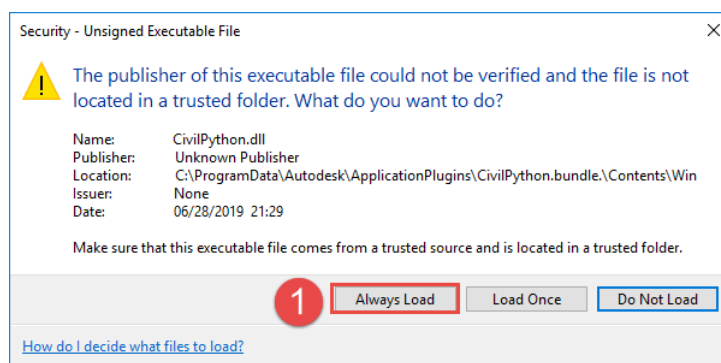 Security - Unsigned Executable File
The publisher of this executable file could not be verified and the file is not
located in a trusted folder. What do you want to do?
Name: CivilPython.dll
Publisher: Unknown Publisher
Location: C:\ProgramData\Autodesk\ApplicationPlugins\CivilPython.bundle.\Contents\Win
Issuer: None
Date: 06/28/2019 21:29
Make sure that this executable file comes from a trusted source and is located in a trusted folder.
1 Always Load Load Once Do Not Load
How do I decide what files to load?